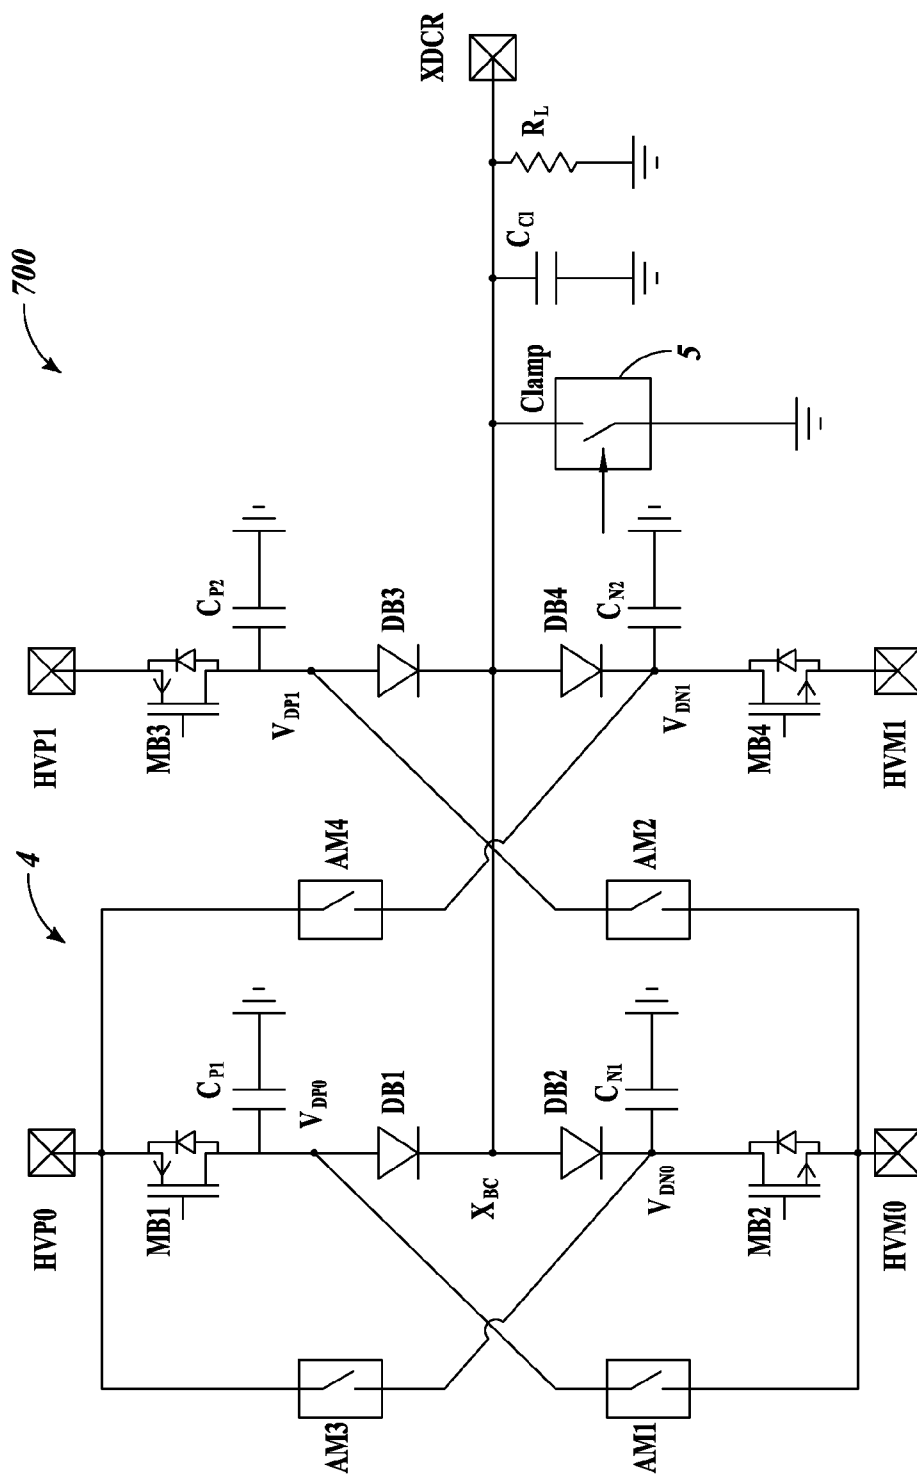 700
4
HVP0
HVP1
MB1
C_P1
MB3
C_P2
V_DP0
V_DP1
AM3
AM4
DB1
DB3
X_BC
XDCR
DB2
DB4
Clamp
C_Cl
R_L
C_N1
C_N2
5
V_DN0
V_DN1
AM1
AM2
MB2
MB4
HVM0
HVM1